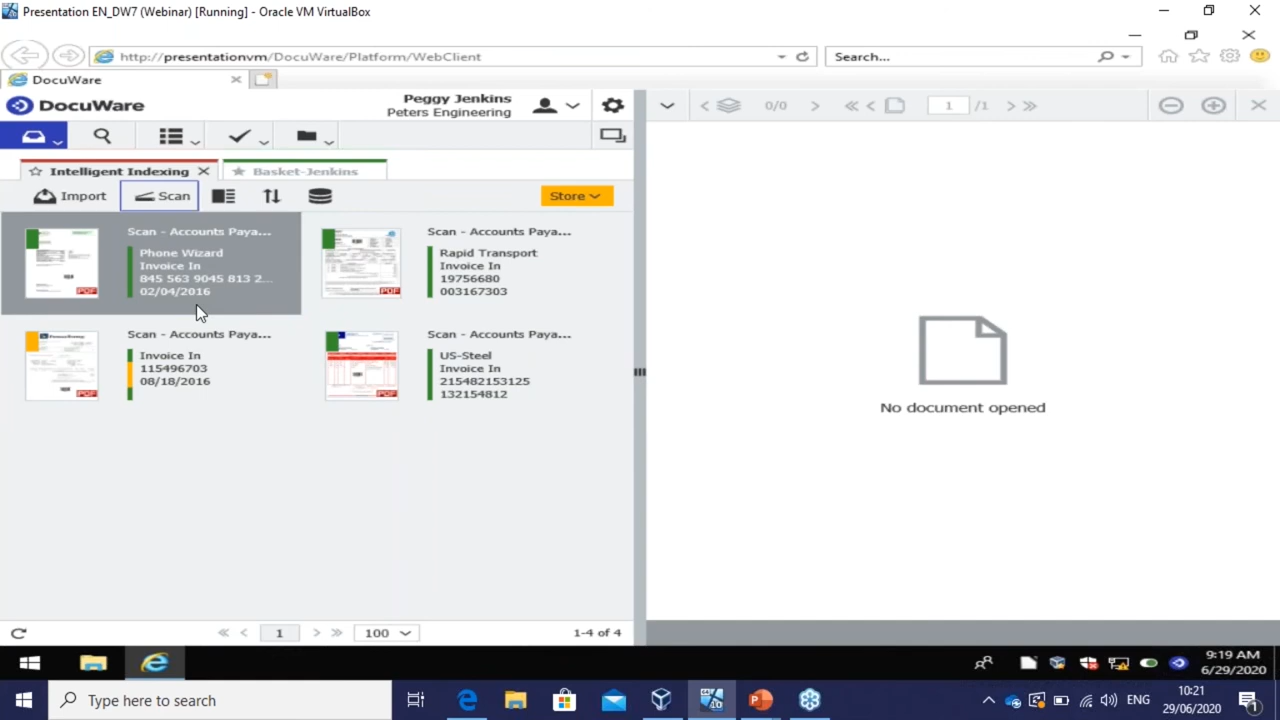 Presentation EN_DW7 (Webinar) [Running] - Oracle VM VirtualBox
http://presentationvm/DocuWare/Platform/WebClient
Search...
DocuWare
DocuWare
Peggy Jenkins
Peters Engineering
0/0
1 /1
Intelligent Indexing
Basket-Jenkins
Import
Scan
Store
Scan - Accounts Paya...
Phone Wizard
Invoice In
845 563 9045 813 2...
02/04/2016
PDF
Scan - Accounts Paya...
Rapid Transport
Invoice In
19756680
003167303
PDF
Scan - Accounts Paya...
Invoice In
115496703
08/18/2016
PDF
Scan - Accounts Paya...
US-Steel
Invoice In
215482153125
132154812
PDF
No document opened
1
100
1-4 of 4
9:19 AM
6/29/2020
Type here to search
ENG
10:21
29/06/2020
1